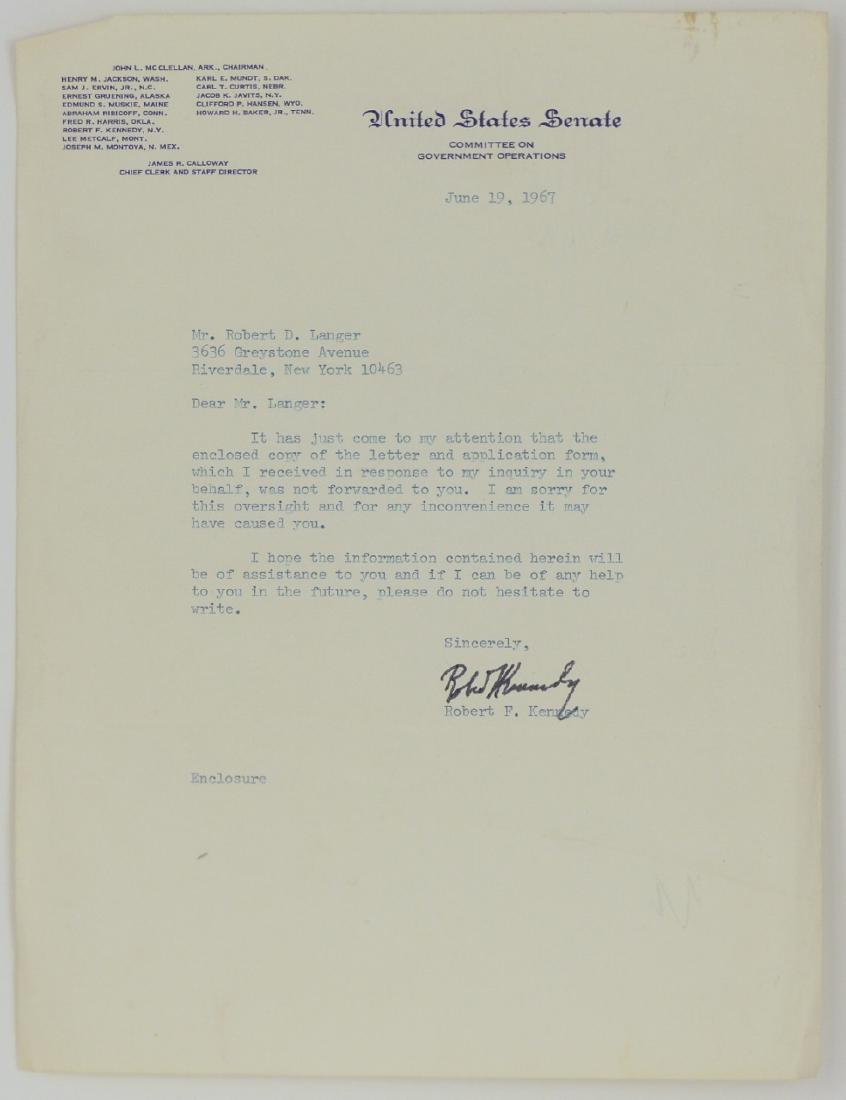 JOHN L. MC CLELLAN, ARK., CHAIRMAN
HENRY M. JACKSON, WASH.
SAM J. ERVIN, JR., N.C.
ERNEST GRUENING, ALASKA
EDMUND S. MUSKIE, MAINE
ABRAHAM RIBICOFF, CONN.
FRED R. HARRIS, OKLA.
ROBERT F. KENNEDY, N.Y.
LEE METCALF, MONT.
JOSEPH M. MONTOYA, N. MEX.
KARL E. MUNDT, S. DAK.
CARL T. CURTIS, NEBR.
JACOB K. JAVITS, N.Y.
CLIFFORD P. HANSEN, WYO.
HOWARD H. BAKER, JR., TENN.
JAMES R. CALLOWAY
CHIEF CLERK AND STAFF DIRECTOR
United States Senate
COMMITTEE ON
GOVERNMENT OPERATIONS
June 19, 1967
Mr. Robert D. Langer
3636 Greystone Avenue
Riverdale, New York 10463
Dear Mr. Langer:
It has just come to my attention that the
enclosed copy of the letter and application form,
which I received in response to my inquiry in your
behalf, was not forwarded to you. I am sorry for
this oversight and for any inconvenience it may
have caused you.
I hope the information contained herein will
be of assistance to you and if I can be of any help
to you in the future, please do not hesitate to
write.
Sincerely,
Robt F Kennedy
Robert F. Kennedy
Enclosure